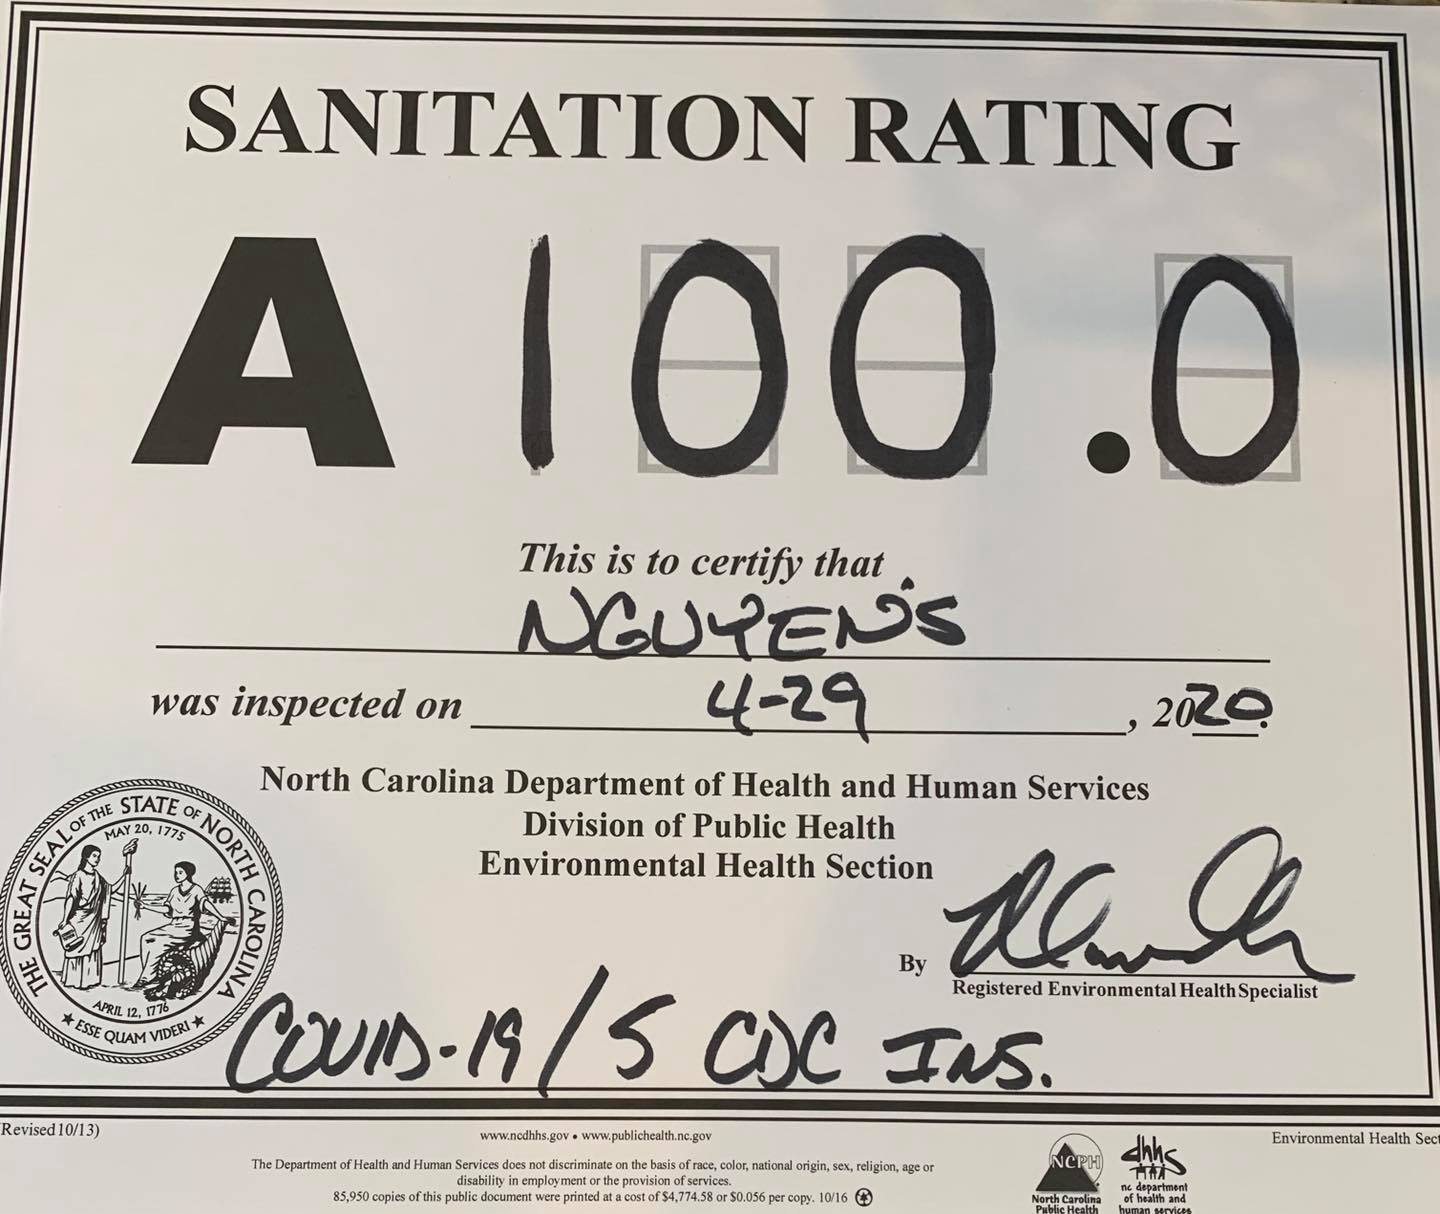 SANITATION RATING
A 100.0
This is to certify that
NGUYEN'S
was inspected on 4-29, 2020.
North Carolina Department of Health and Human Services
Division of Public Health
Environmental Health Section
THE GREAT SEAL OF THE STATE OF NORTH CAROLINA
MAY 20, 1775
APRIL 12, 1776
★ ESSE QUAM VIDERI ★
By
Registered Environmental Health Specialist
COVID-19/5 CDC INS.
Revised 10/13)
www.ncdhhs.gov • www.publichealth.nc.gov
Environmental Health Sect
The Department of Health and Human Services does not discriminate on the basis of race, color, national origin, sex, religion, age or
disability in employment or the provision of services.
85,950 copies of this public document were printed at a cost of $4,774.58 or $0.056 per copy. 10/16
NCPH
North Carolina
Public Health
dhhs
nc department
of health and
human services